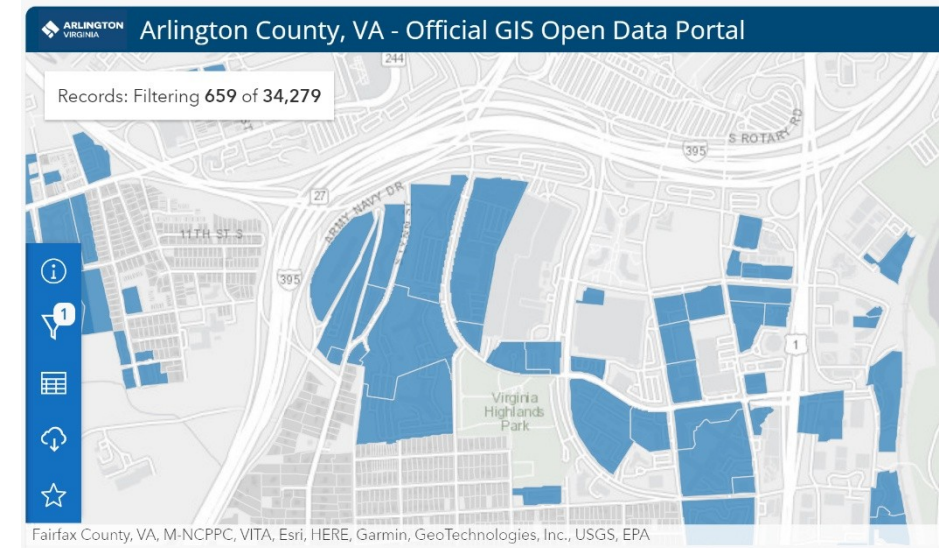 ARLINGTON
VIRGINIA
Arlington County, VA - Official GIS Open Data Portal
244
Records: Filtering 659 of 34,279
S ROTARY RD
395
27
ARMY NAVY DR
11TH ST S
395
1
1
Virginia
Highlands
Park
Fairfax County, VA, M-NCPPC, VITA, Esri, HERE, Garmin, GeoTechnologies, Inc., USGS, EPA